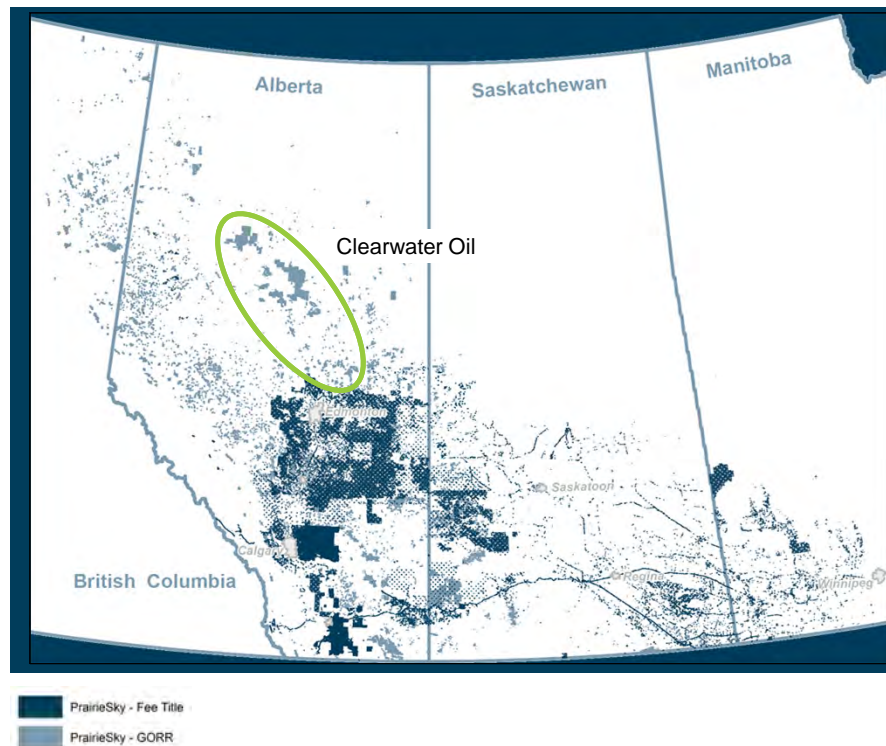 Alberta
Saskatchewan
Manitoba
Clearwater Oil
Edmonton
Saskatoon
Calgary
British Columbia
Regina
Winnipeg
PrairieSky - Fee Title
PrairieSky - GORR